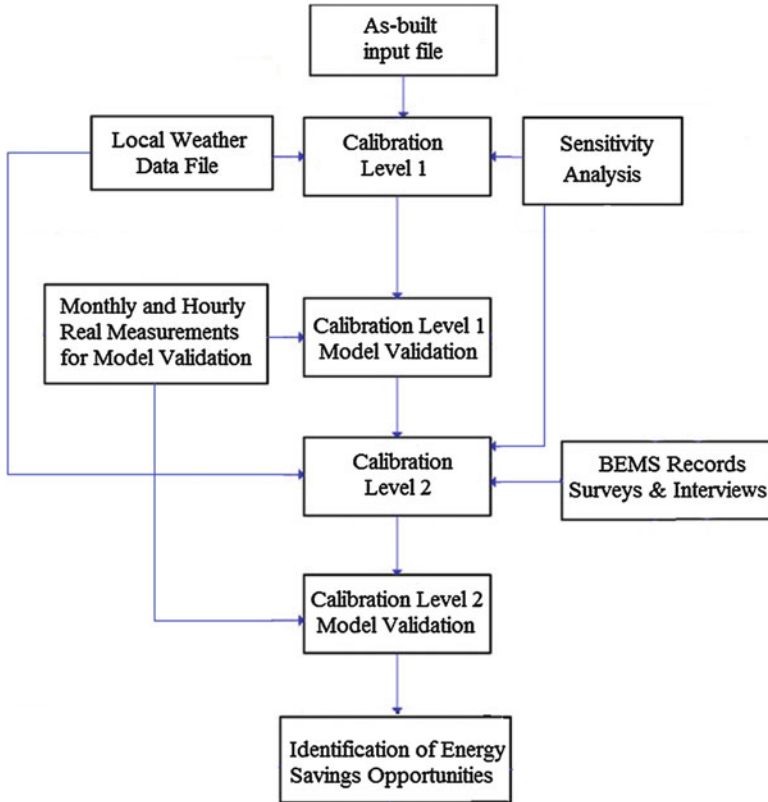 As-built
input file
Local Weather
Data File
Calibration
Level 1
Sensitivity
Analysis
Monthly and Hourly
Real Measurements
for Model Validation
Calibration Level 1
Model Validation
Calibration
Level 2
BEMS Records
Surveys & Interviews
Calibration Level 2
Model Validation
Identification of Energy
Savings Opportunities